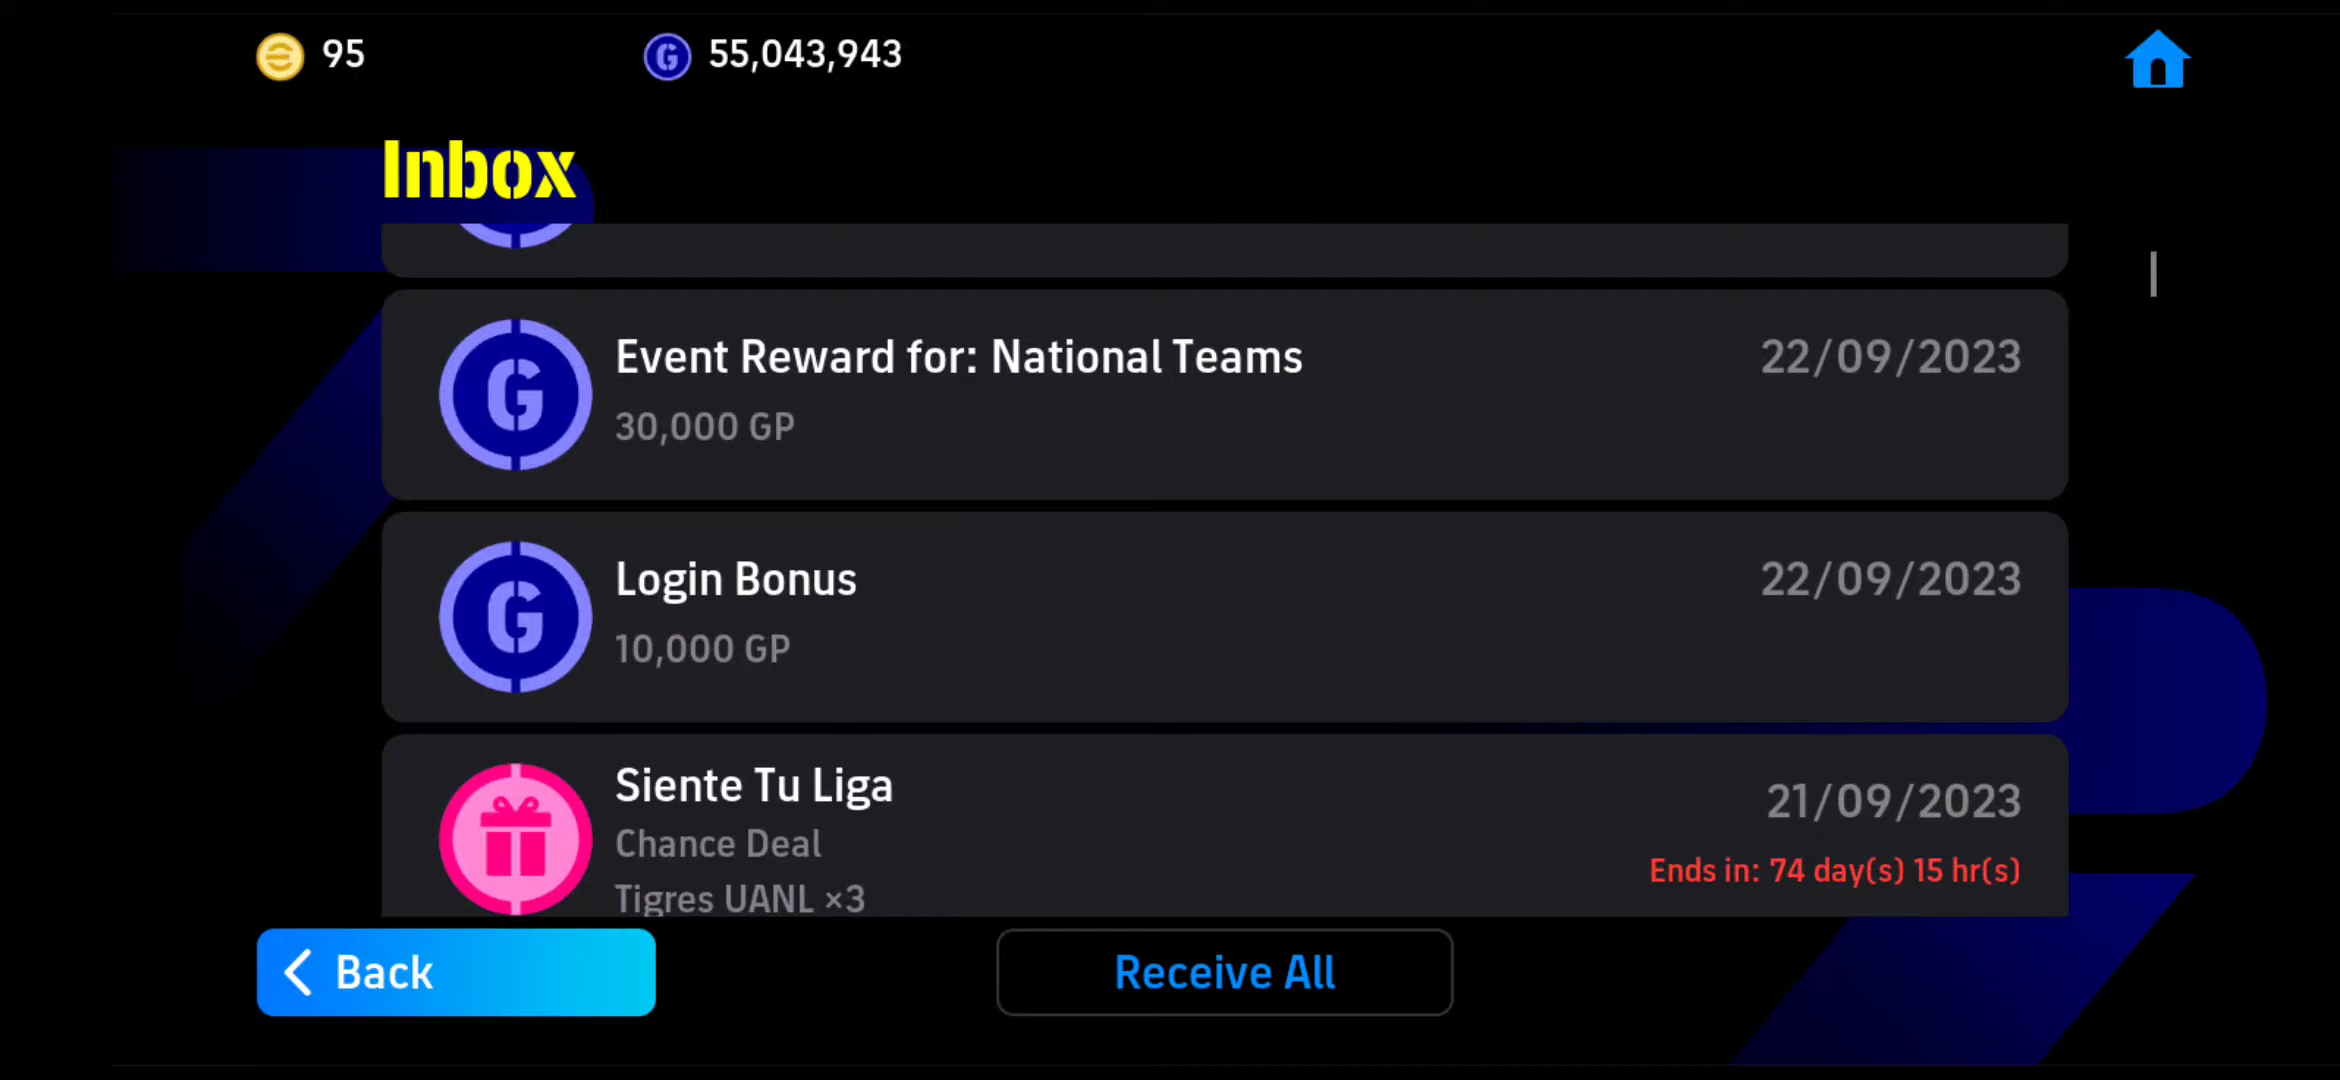 95
55,043,943
Inbox
Event Reward for: National Teams
22/09/2023
30,000 GP
Login Bonus
22/09/2023
10,000 GP
Siente Tu Liga
21/09/2023
Chance Deal
Ends in: 74 day(s) 15 hr(s)
Tigres UANL ×3
Back
Receive All